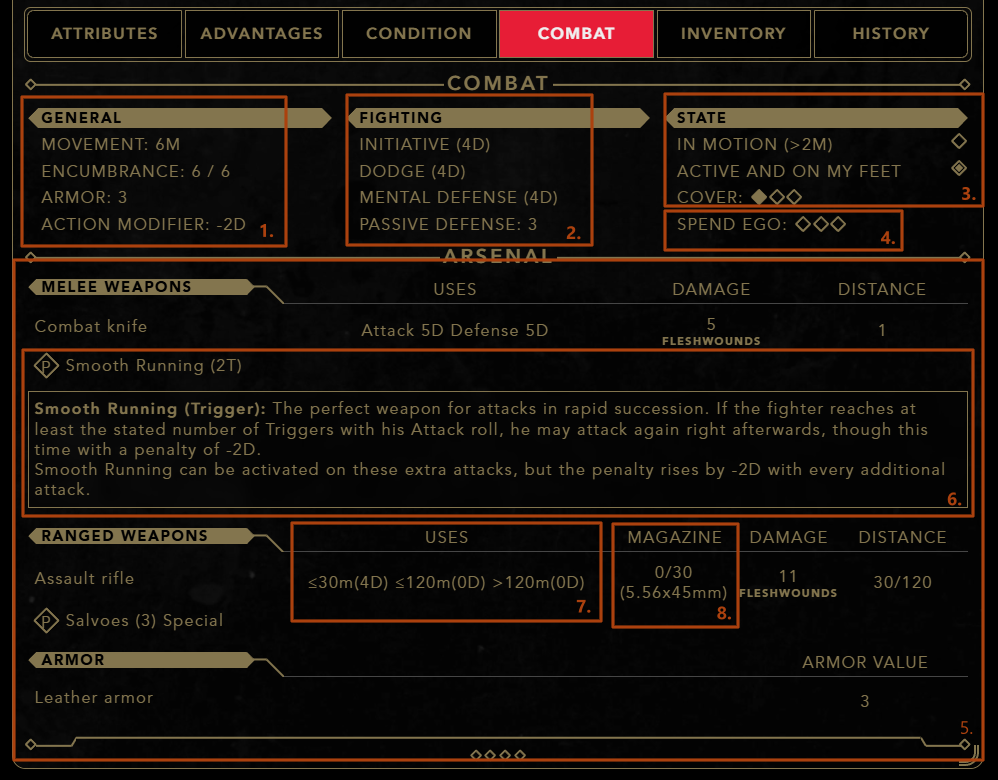 ATTRIBUTES ADVANTAGES CONDITION COMBAT INVENTORY HISTORY
COMBAT
GENERAL
MOVEMENT: 6M
ENCUMBRANCE: 6 / 6
ARMOR: 3
ACTION MODIFIER: -2D
1.
FIGHTING
INITIATIVE (4D)
DODGE (4D)
MENTAL DEFENSE (4D)
PASSIVE DEFENSE: 3
2.
STATE
IN MOTION (>2M)
ACTIVE AND ON MY FEET
COVER:
3.
SPEND EGO:
4.
ARSENAL
MELEE WEAPONS USES DAMAGE DISTANCE
Combat knife Attack 5D Defense 5D 5 1
FLESHWOUNDS
P Smooth Running (2T)
Smooth Running (Trigger): The perfect weapon for attacks in rapid succession. If the fighter reaches at
least the stated number of Triggers with his Attack roll, he may attack again right afterwards, though this
time with a penalty of -2D.
Smooth Running can be activated on these extra attacks, but the penalty rises by -2D with every additional
attack.
6.
RANGED WEAPONS USES MAGAZINE DAMAGE DISTANCE
Assault rifle ≤30m(4D) ≤120m(0D) >120m(0D) 0/30 11 30/120
(5.56x45mm) FLESHWOUNDS
7. 8.
P Salvoes (3) Special
ARMOR ARMOR VALUE
Leather armor 3
5.